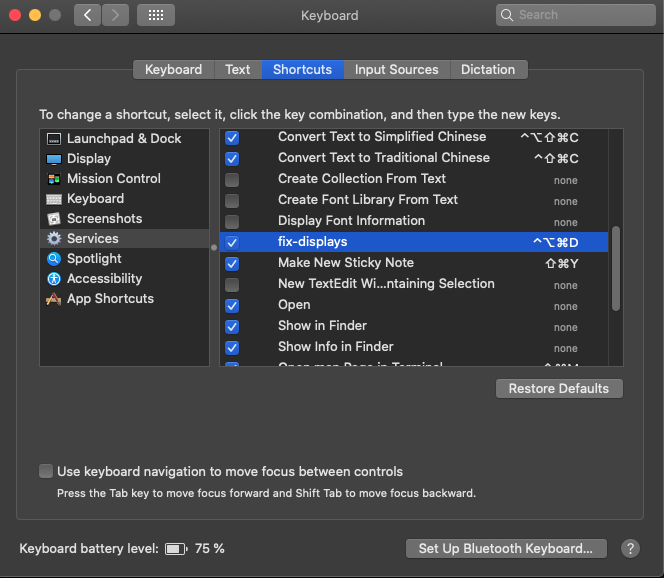 Keyboard
Search
Keyboard Text Shortcuts Input Sources Dictation
To change a shortcut, select it, click the key combination, and then type the new keys.
Launchpad & Dock
Display
Mission Control
Keyboard
Screenshots
Services
Spotlight
Accessibility
App Shortcuts
Convert Text to Simplified Chinese ^⌥⇧⌘C
Convert Text to Traditional Chinese ^⇧⌘C
Create Collection From Text none
Create Font Library From Text none
Display Font Information none
fix-displays ^⌥⌘D
Make New Sticky Note ⇧⌘Y
New TextEdit Wi...ntaining Selection none
Open none
Show in Finder none
Show Info in Finder none
Open man Page in Terminal ⇧⌘M
Restore Defaults
Use keyboard navigation to move focus between controls
Press the Tab key to move focus forward and Shift Tab to move focus backward.
Keyboard battery level: 75 %
Set Up Bluetooth Keyboard...
?